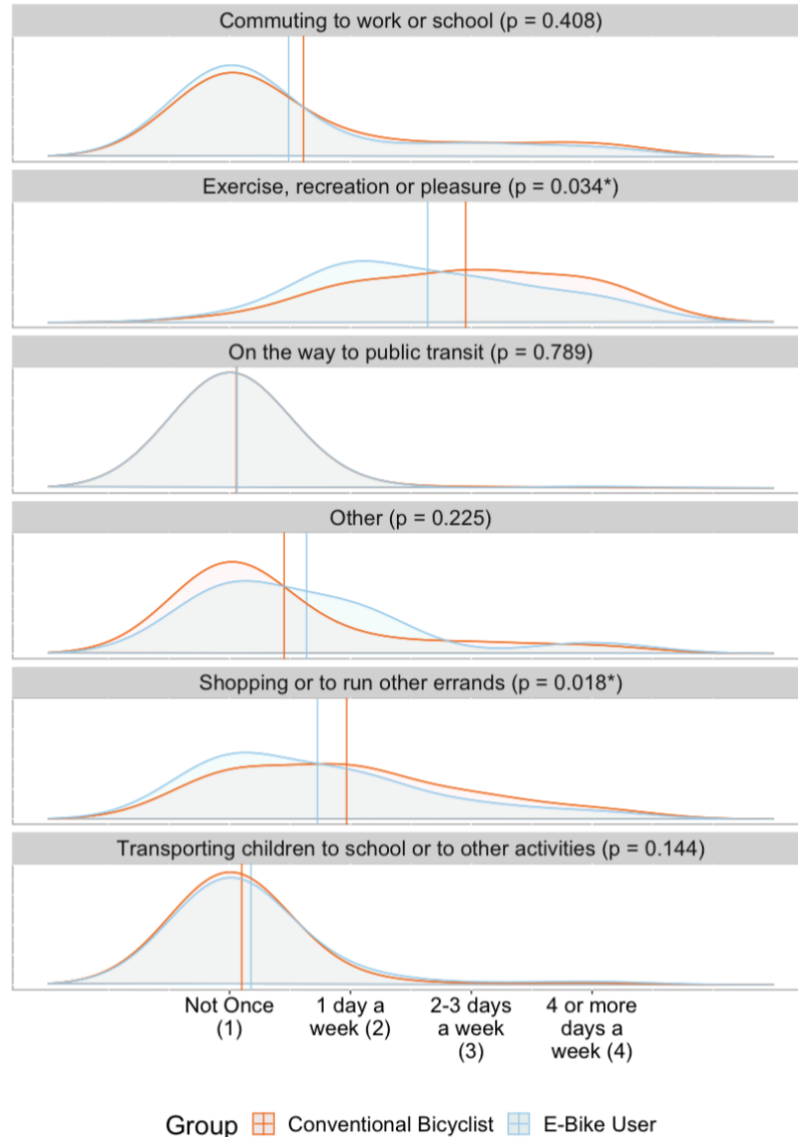 Commuting to work or school (p = 0.408)
Exercise, recreation or pleasure (p = 0.034*)
On the way to public transit (p = 0.789)
Other (p = 0.225)
Shopping or to run other errands (p = 0.018*)
Transporting children to school or to other activities (p = 0.144)
Not Once
(1)
1 day a
week (2)
2-3 days
a week
(3)
4 or more
days a
week (4)
Group Conventional Bicyclist E-Bike User